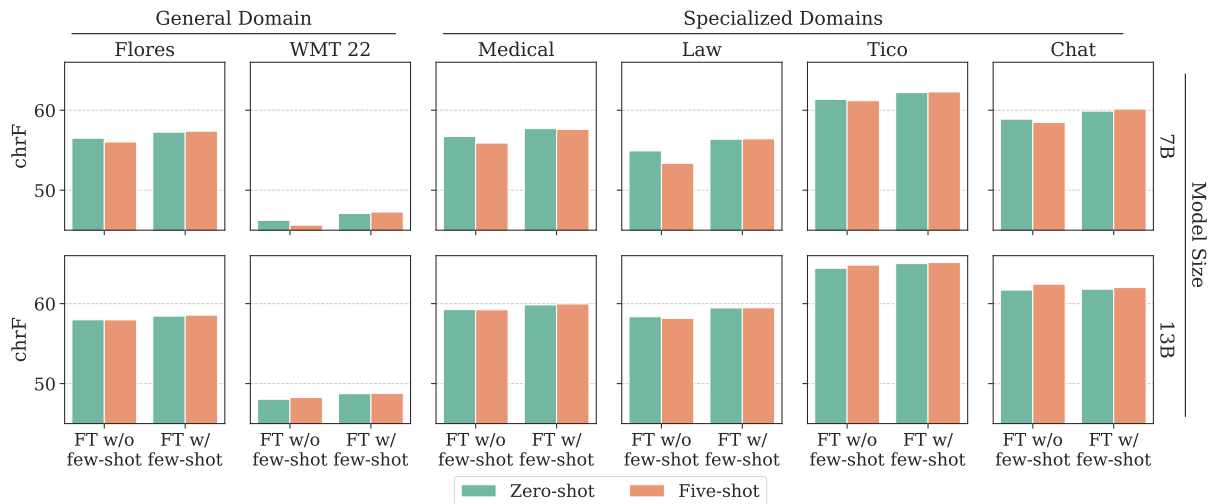 General Domain
Specialized Domains
Flores
WMT 22
Medical
Law
Tico
Chat
chrF
60
50
7B
Model Size
chrF
60
50
13B
FT w/o
few-shot
FT w/
few-shot
FT w/o
few-shot
FT w/
few-shot
FT w/o
few-shot
FT w/
few-shot
FT w/o
few-shot
FT w/
few-shot
FT w/o
few-shot
FT w/
few-shot
FT w/o
few-shot
FT w/
few-shot
Zero-shot
Five-shot